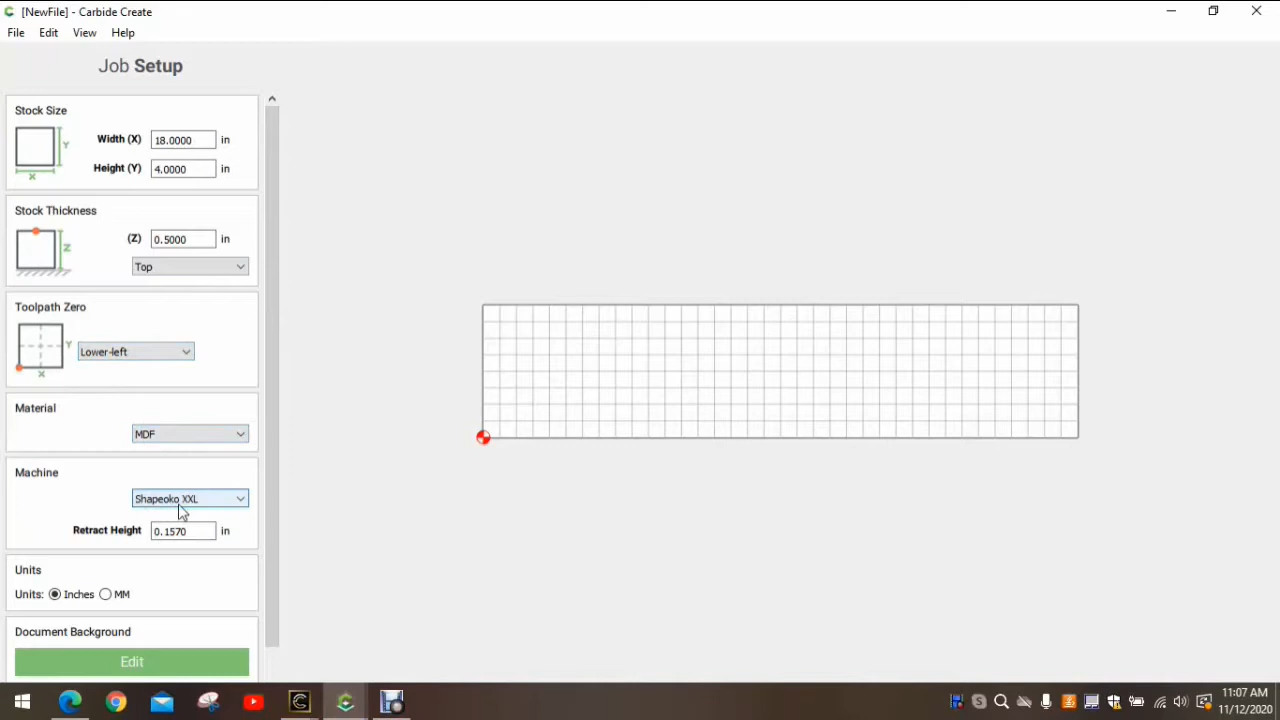 [NewFile] - Carbide Create
File Edit View Help
Job Setup
Stock Size
Width (X) 18.0000 in
Y
Height (Y) 4.0000 in
X
Stock Thickness
(Z) 0.5000 in
Z
Top
Toolpath Zero
Y
Lower-left
X
Material
MDF
Machine
Shapeoko XXL
Retract Height 0.1570 in
Units
Units: Inches MM
Document Background
Edit
11:07 AM
11/12/2020